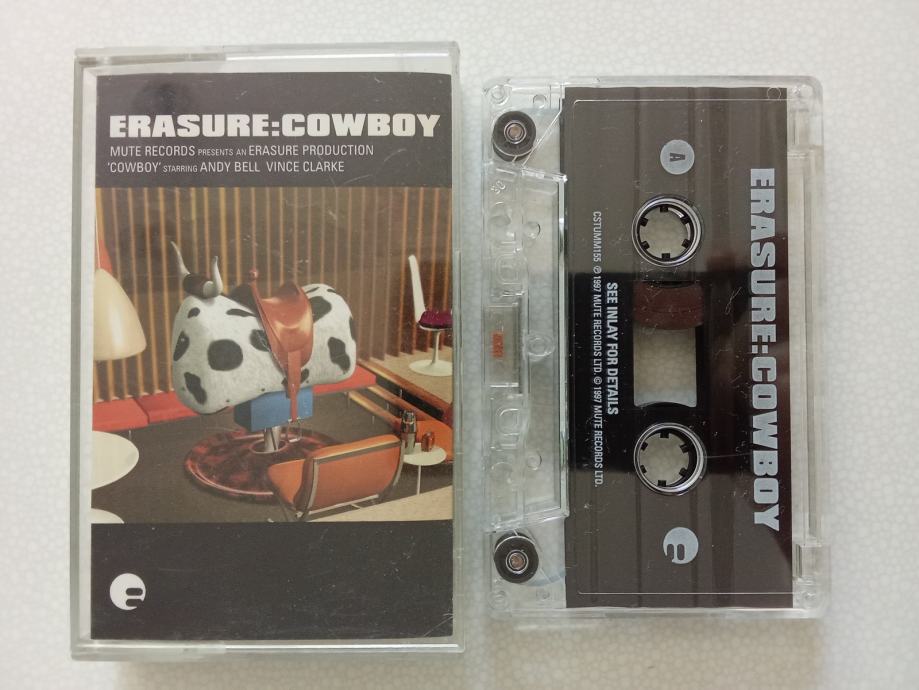 ERASURE:COWBOY
MUTE RECORDS PRESENTS AN ERASURE PRODUCTION
'COWBOY' STARRING ANDY BELL VINCE CLARKE
e
A
ERASURE:COWBOY
SEE INLAY FOR DETAILS
CSTUMM155 ℗ 1997 MUTE RECORDS LTD. © 1997 MUTE RECORDS LTD.
e